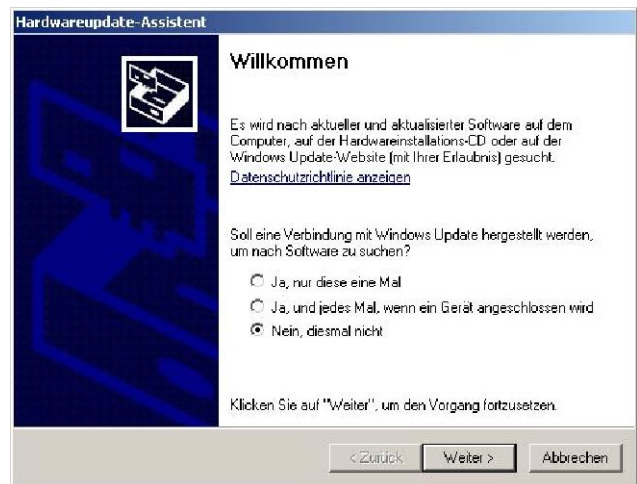 Hardwareupdate-Assistent
Willkommen
Es wird nach aktueller und aktualisierter Software auf dem
Computer, auf der Hardwareinstallations-CD oder auf der
Windows Update-Website (mit Ihrer Erlaubnis) gesucht.
Datenschutzrichtlinie anzeigen
Soll eine Verbindung mit Windows Update hergestellt werden,
um nach Software zu suchen?
Ja, nur diese eine Mal
Ja, und jedes Mal, wenn ein Gerät angeschlossen wird
Nein, diesmal nicht
Klicken Sie auf "Weiter", um den Vorgang fortzusetzen.
< Zurück Weiter > Abbrechen